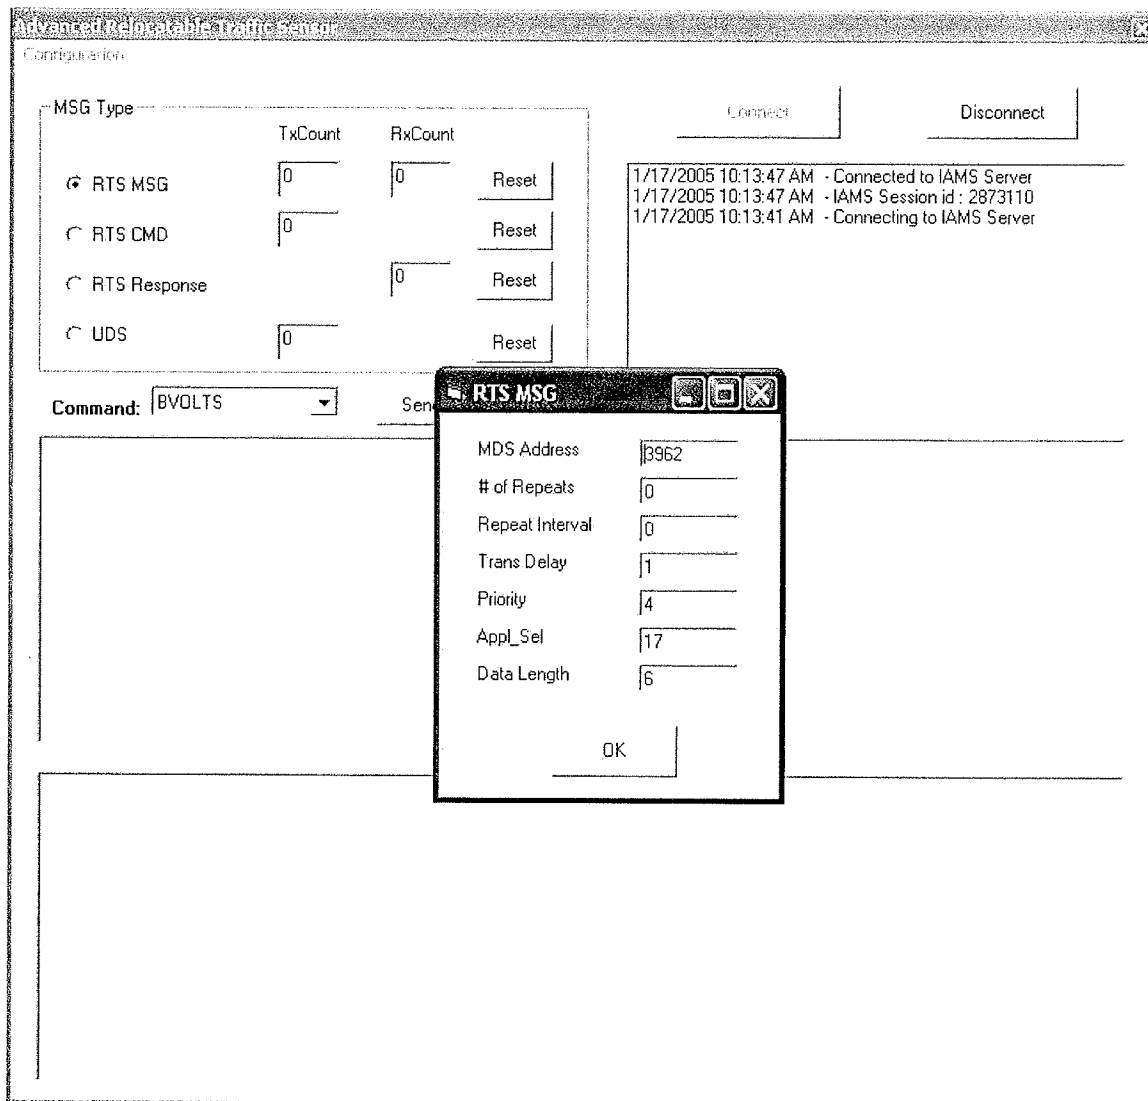 Advanced Relocatable Traffic Sensor
Configuration
MSG Type
TxCount RxCount
RTS MSG 0 0 Reset
RTS CMD 0 Reset
RTS Response 0 Reset
UDS 0 Reset
Connect Disconnect
1/17/2005 10:13:47 AM - Connected to IAMS Server
1/17/2005 10:13:47 AM - IAMS Session id : 2873110
1/17/2005 10:13:41 AM - Connecting to IAMS Server
Command: BVOLTS
RTS MSG
MDS Address 3962
# of Repeats 0
Repeat Interval 0
Trans Delay 1
Priority 4
Appl_Sel 17
Data Length 6
OK